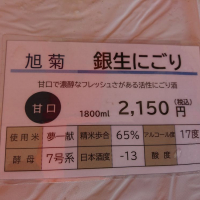 旭菊 銀生にごり
甘口で濃醇なフレッシュさがある活性にごり酒
甘口 1800ml 2,150円(税込)
使用米 夢一献 精米歩合 65% アルコール度 17度
酵母 7号系 日本酒度 -13 酸度